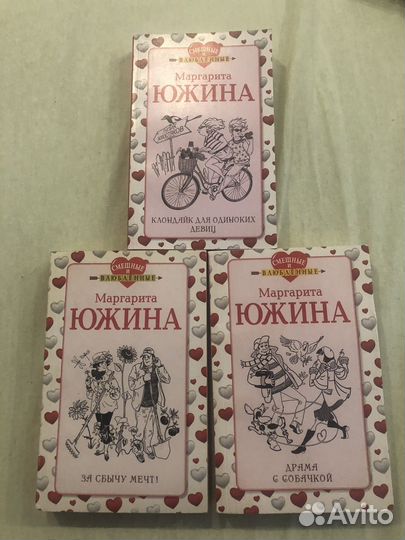 СМЕШНЫЕ
И
ВЛЮБЛЕННЫЕ
Маргарита
ЮЖИНА
КЛОНДАЙК ДЛЯ ОДИНОКИХ
ДЕВИЦ
СМЕШНЫЕ
И
ВЛЮБЛЕННЫЕ
Маргарита
ЮЖИНА
ЗА СБЫЧУ МЕЧТ!
СМЕШНЫЕ
И
ВЛЮБЛЕННЫЕ
Маргарита
ЮЖИНА
ДРАМА
С СОБАЧКОЙ
Avito